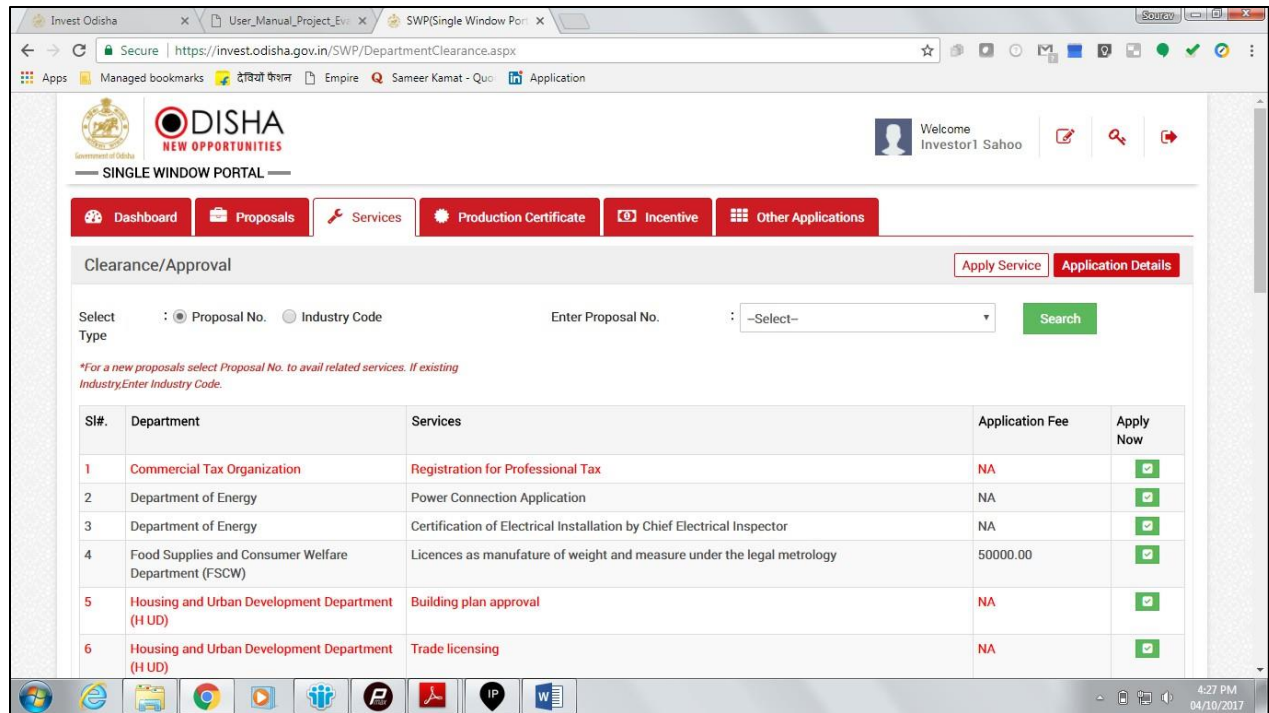 Invest Odisha
User_Manual_Project_Eva
SWP(Single Window Port
Sourav
Secure | https://invest.odisha.gov.in/SWP/DepartmentClearance.aspx
Apps
Managed bookmarks
देवियों फैशन
Empire
Sameer Kamat - Quo
Application
Government of Odisha
ODISHA
NEW OPPORTUNITIES
SINGLE WINDOW PORTAL
Welcome
Investor1 Sahoo
Dashboard
Proposals
Services
Production Certificate
Incentive
Other Applications
Clearance/Approval
Apply Service
Application Details
Select Type : Proposal No. Industry Code
Enter Proposal No. : --Select--
Search
*For a new proposals select Proposal No. to avail related services. If existing
Industry,Enter Industry Code.
Sl#. Department Services Application Fee Apply Now
1 Commercial Tax Organization Registration for Professional Tax NA
2 Department of Energy Power Connection Application NA
3 Department of Energy Certification of Electrical Installation by Chief Electrical Inspector NA
4 Food Supplies and Consumer Welfare Licences as manufature of weight and measure under the legal metrology 50000.00
Department (FSCW)
5 Housing and Urban Development Department Building plan approval NA
(H UD)
6 Housing and Urban Development Department Trade licensing NA
(H UD)
IP
4:27 PM
04/10/2017